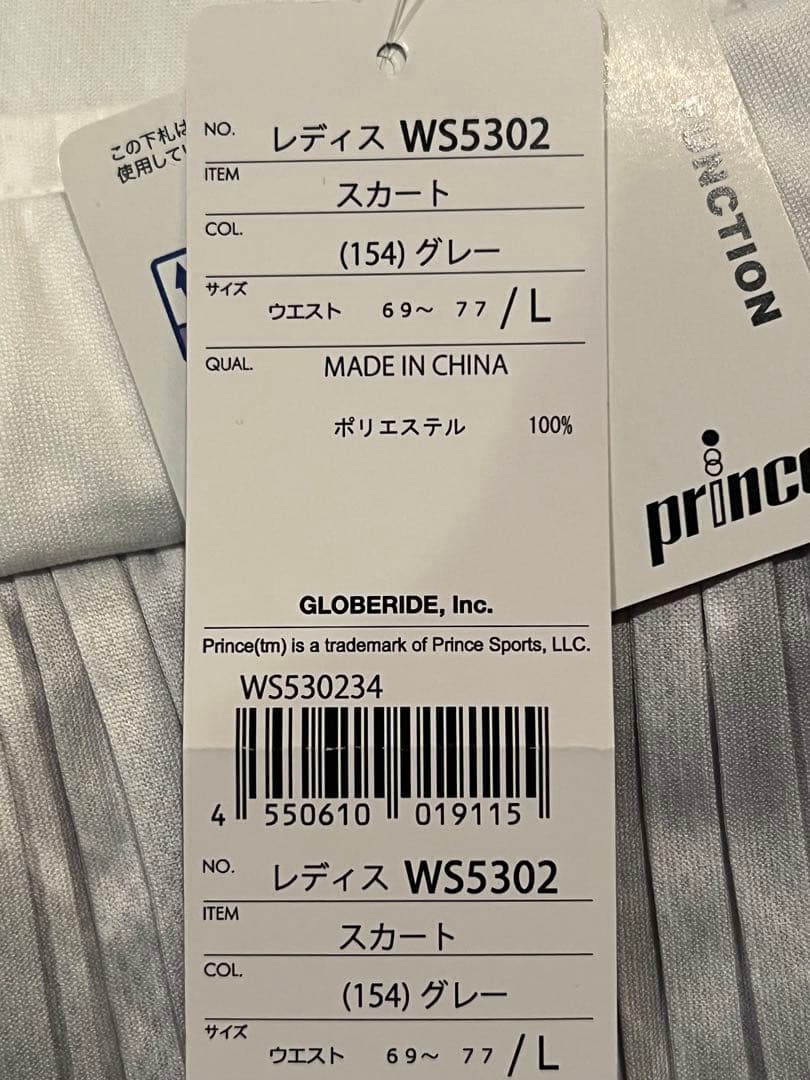 この下札は
使用してい
NO. レディス WS5302
ITEM
スカート
COL.
(154) グレー
サイズ
ウエスト 69～ 77 / L
QUAL. MADE IN CHINA
ポリエステル 100%
GLOBERIDE, Inc.
Prince(tm) is a trademark of Prince Sports, LLC.
WS530234
4 550610 019115
NO. レディス WS5302
ITEM
スカート
COL.
(154) グレー
サイズ
ウエスト 69～ 77 / L
UNCTION
prince